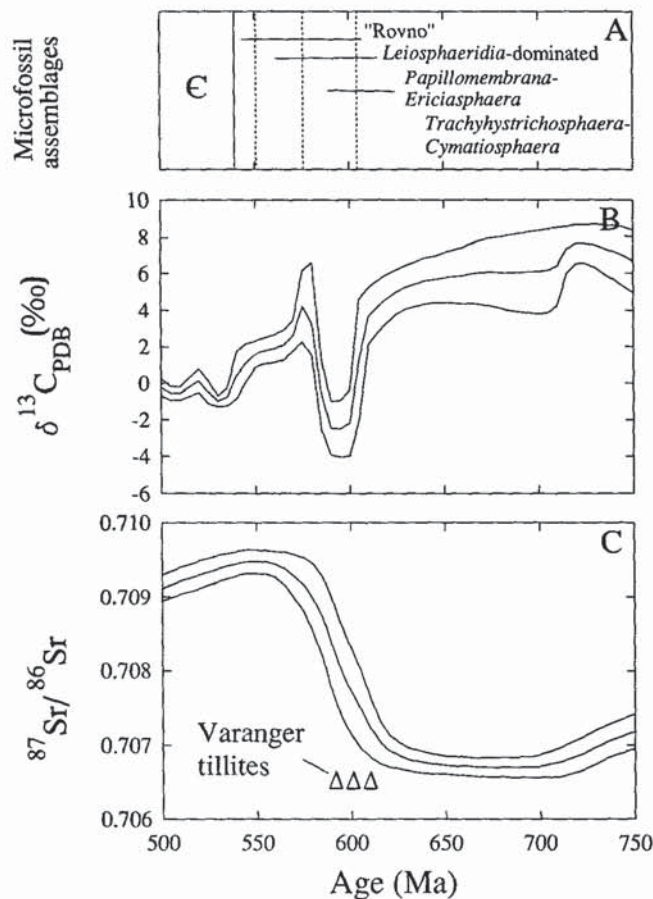 Microfossil
assemblages
Є
"Rovno"
A
Leiosphaeridia-dominated
Papillomembrana-
Ericiasphaera
Trachyhystrichosphaera-
Cymatiosphaera
B
δ13CPDB (‰)
10
8
6
4
2
0
-2
-4
-6
C
87Sr/86Sr
0.710
0.709
0.708
0.707
0.706
Varanger
tillites
500
550
600
650
700
750
Age (Ma)